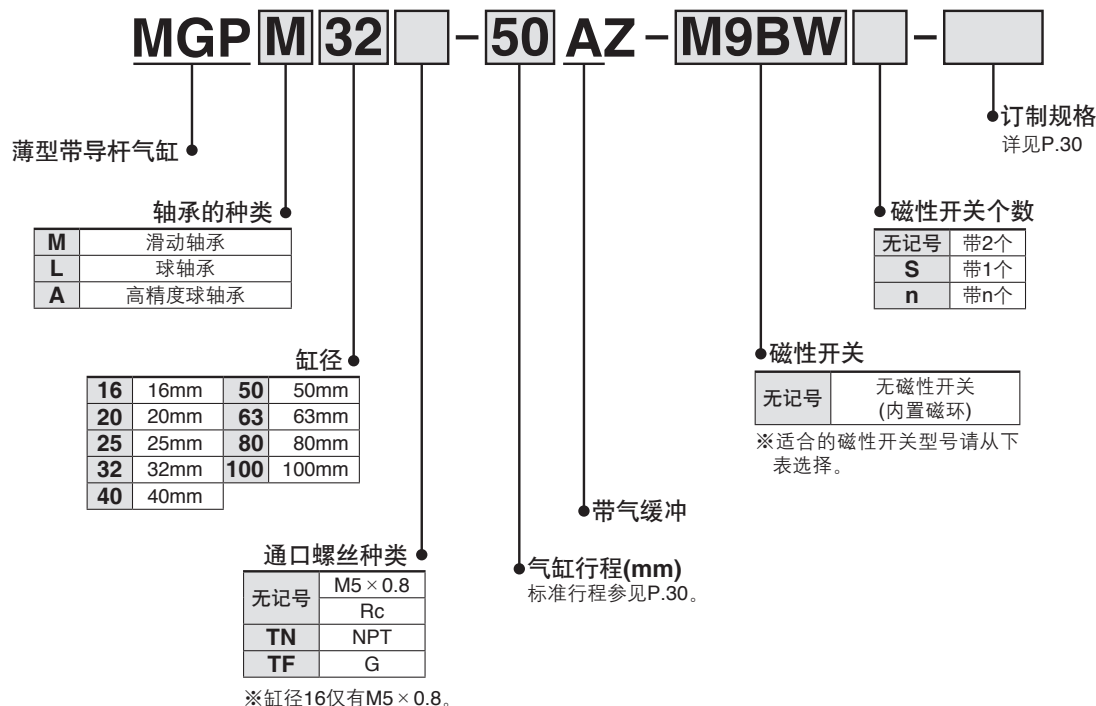 MGP M 32 - 50 AZ - M9BW -
订制规格
详见P.30
薄型带导杆气缸
轴承的种类
M 滑动轴承
L 球轴承
A 高精度球轴承
磁性开关个数
无记号 带2个
S 带1个
n 带n个
缸径
16 16mm 50 50mm
20 20mm 63 63mm
25 25mm 80 80mm
32 32mm 100 100mm
40 40mm
磁性开关
无记号 无磁性开关
(内置磁环)
※适合的磁性开关型号请从下
表选择。
带气缓冲
通口螺丝种类
无记号 M5×0.8
Rc
TN NPT
TF G
※缸径16仅有M5×0.8。
气缸行程(mm)
标准行程参见P.30。